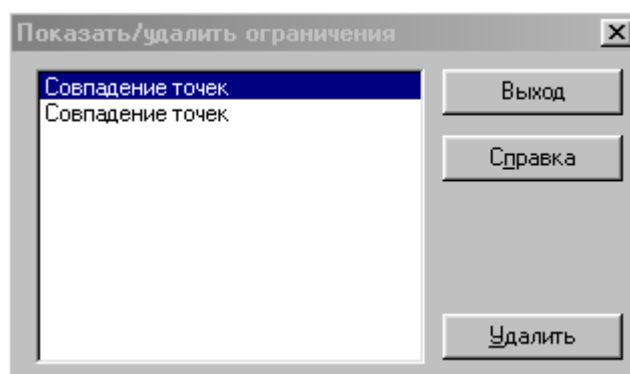 Показать/удалить ограничения
Совпадение точек
Совпадение точек
Выход
Справка
Удалить